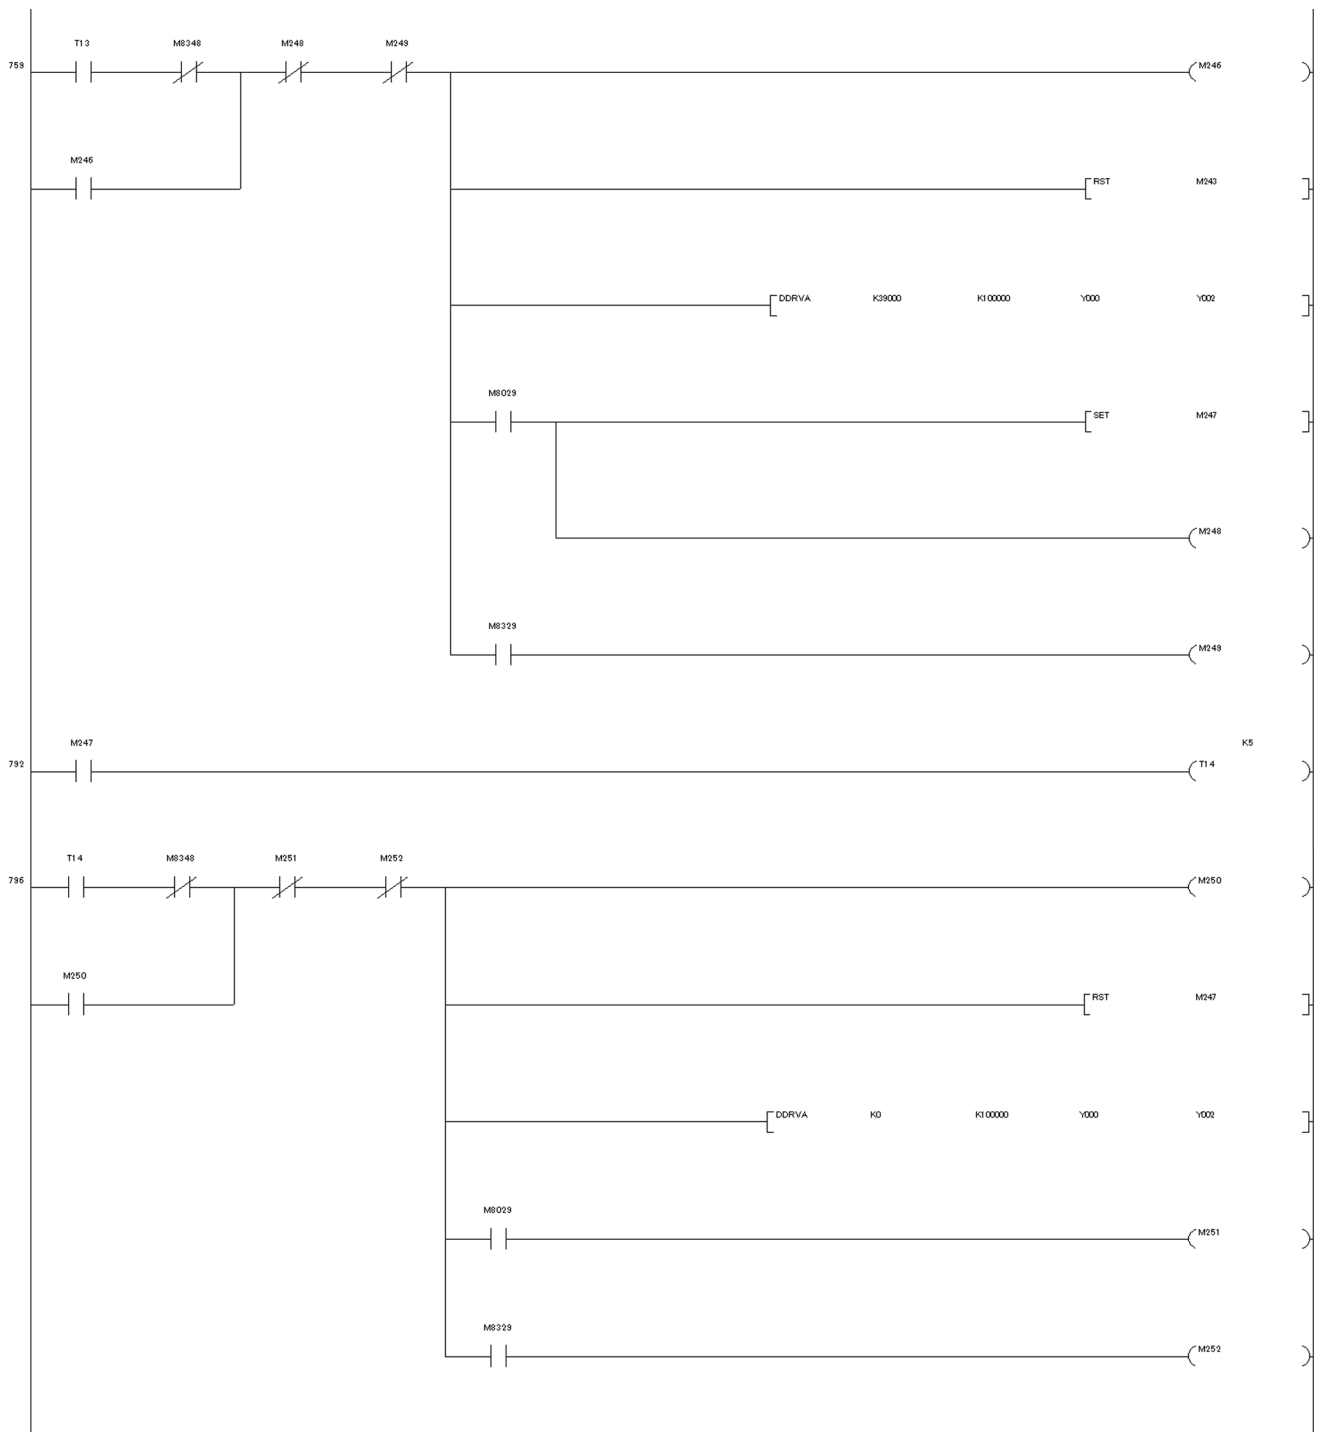 T13 M8348 M248 M249
759 M246
M246
RST M243
DDRVA K39000 K100000 Y000 Y002
M8029
SET M247
M248
M8329
M249
M247 K5
792 T14
T14 M8348 M251 M252
796 M250
M250
RST M247
DDRVA K0 K100000 Y000 Y002
M8029
M251
M8329
M252